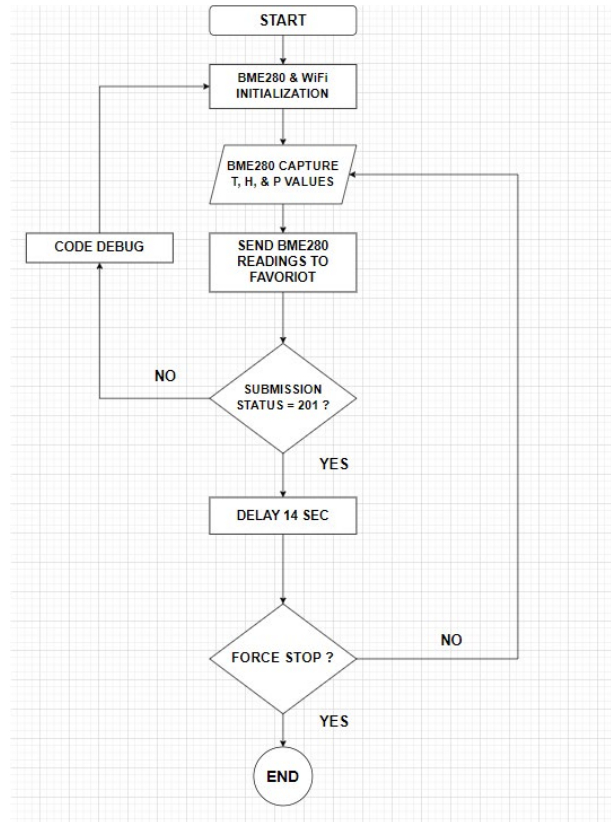 START
BME280 & WiFi
INITIALIZATION
BME280 CAPTURE
T, H, & P VALUES
CODE DEBUG
SEND BME280
READINGS TO
FAVORIOT
NO
SUBMISSION
STATUS = 201 ?
YES
DELAY 14 SEC
FORCE STOP ?
NO
YES
END